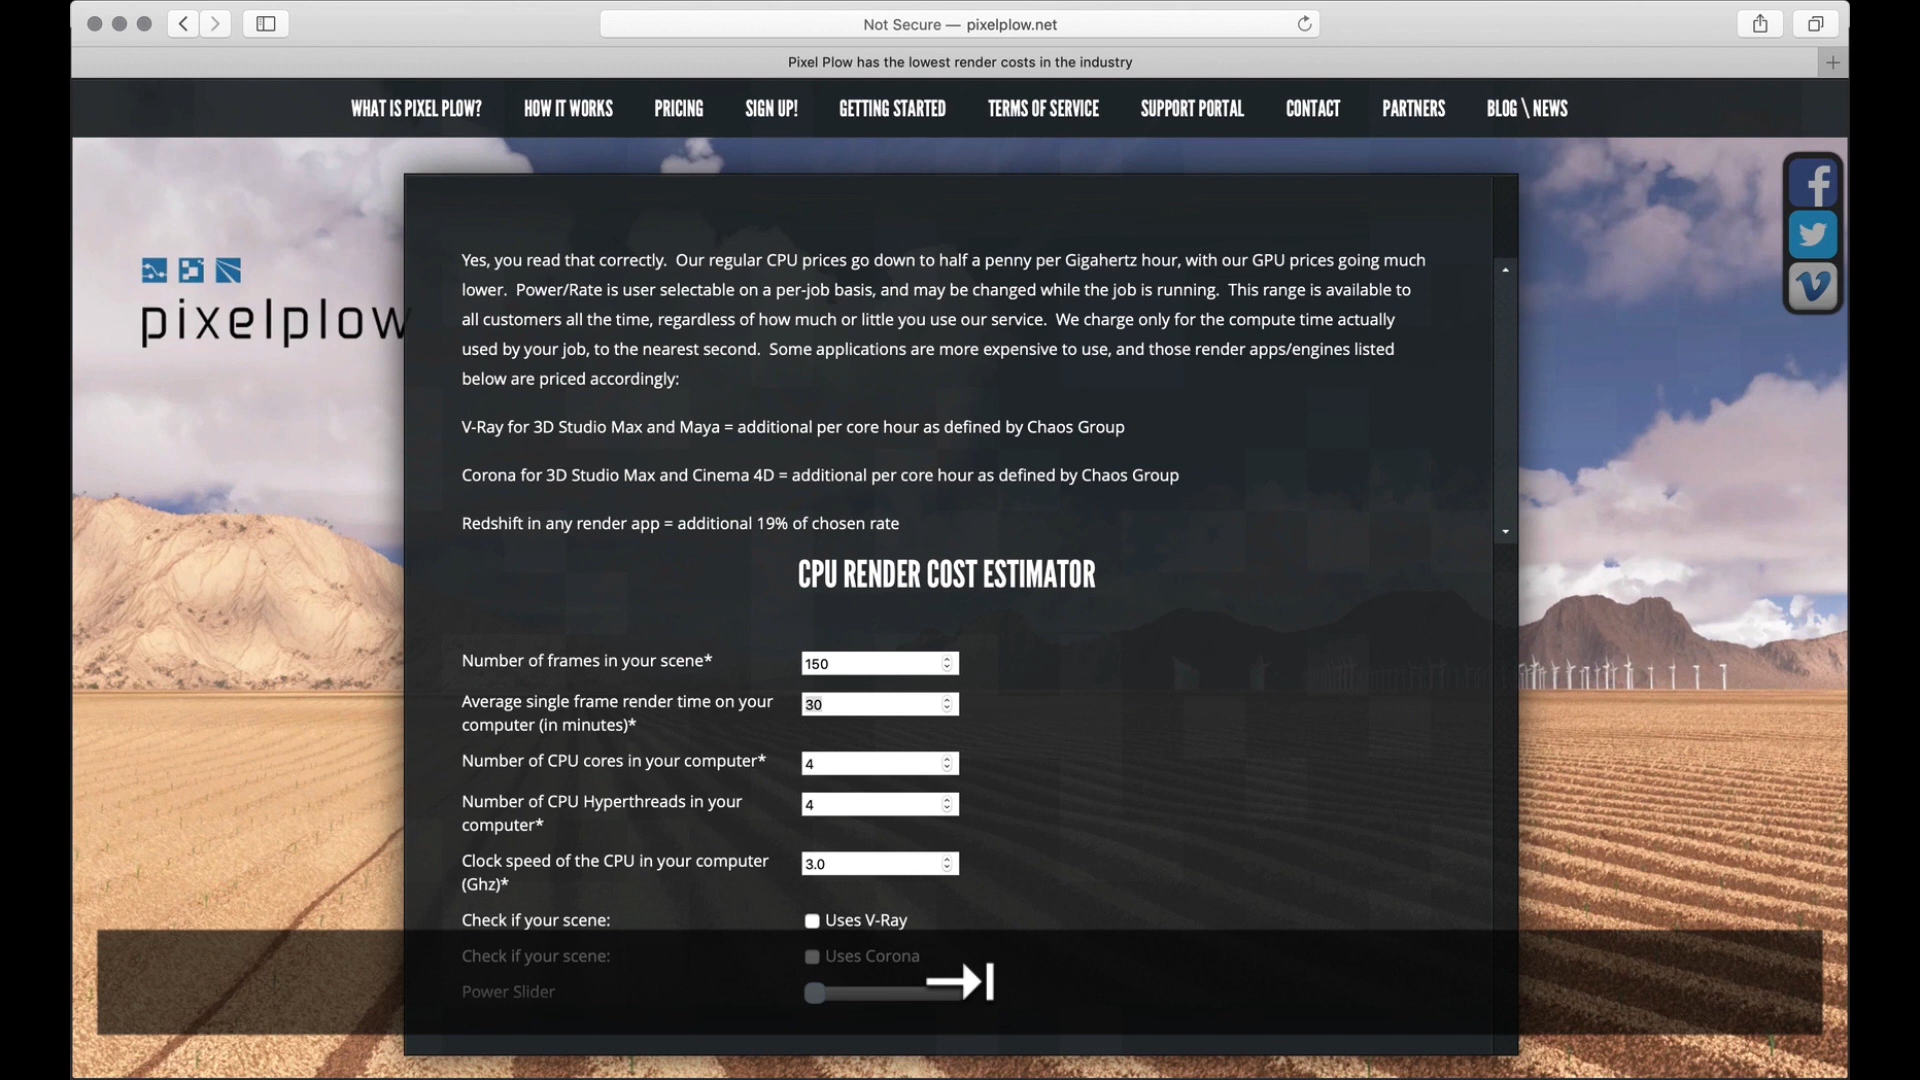 Not Secure — pixelplow.net
Pixel Plow has the lowest render costs in the industry
WHAT IS PIXEL PLOW? HOW IT WORKS PRICING SIGN UP! GETTING STARTED TERMS OF SERVICE SUPPORT PORTAL CONTACT PARTNERS BLOG \ NEWS
pixelplow
Yes, you read that correctly. Our regular CPU prices go down to half a penny per Gigahertz hour, with our GPU prices going much
lower. Power/Rate is user selectable on a per-job basis, and may be changed while the job is running. This range is available to
all customers all the time, regardless of how much or little you use our service. We charge only for the compute time actually
used by your job, to the nearest second. Some applications are more expensive to use, and those render apps/engines listed
below are priced accordingly:
V-Ray for 3D Studio Max and Maya = additional per core hour as defined by Chaos Group
Corona for 3D Studio Max and Cinema 4D = additional per core hour as defined by Chaos Group
Redshift in any render app = additional 19% of chosen rate
CPU RENDER COST ESTIMATOR
Number of frames in your scene* 150
Average single frame render time on your
computer (in minutes)* 30
Number of CPU cores in your computer* 4
Number of CPU Hyperthreads in your
computer* 4
Clock speed of the CPU in your computer
(Ghz)* 3.0
Check if your scene: Uses V-Ray
Check if your scene: Uses Corona
Power Slider